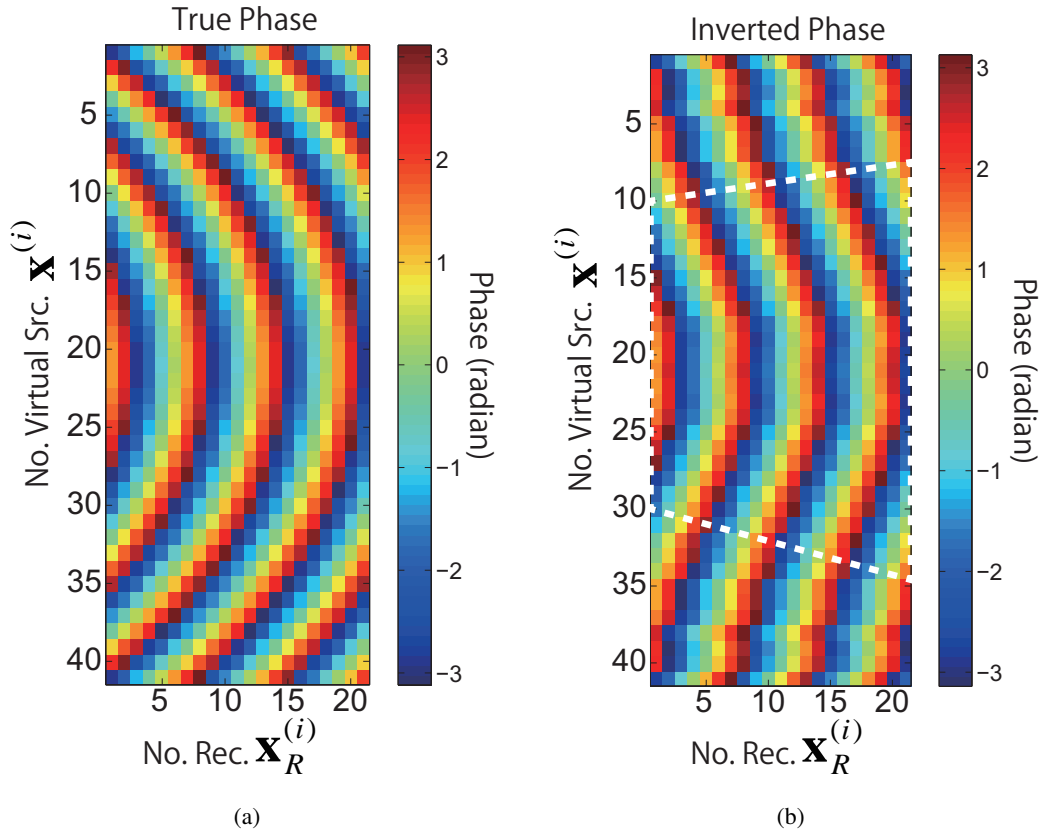 True Phase
5
10
15
20
25
30
35
40
No. Virtual Src. x^(i)
5 10 15 20
No. Rec. x_R^(i)
3
2
1
0
−1
−2
−3
Phase (radian)
(a)
Inverted Phase
5
10
15
20
25
30
35
40
No. Virtual Src. x^(i)
5 10 15 20
No. Rec. x_R^(i)
3
2
1
0
−1
−2
−3
Phase (radian)
(b)